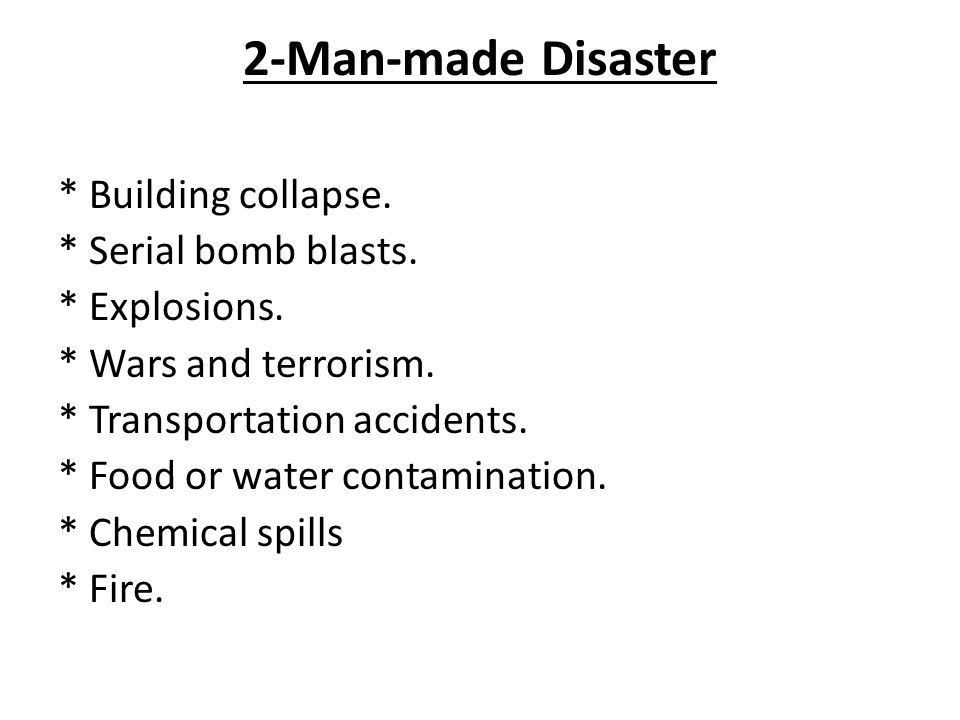 2-Man-made Disaster
* Building collapse.
* Serial bomb blasts.
* Explosions.
* Wars and terrorism.
* Transportation accidents.
* Food or water contamination.
* Chemical spills
* Fire.